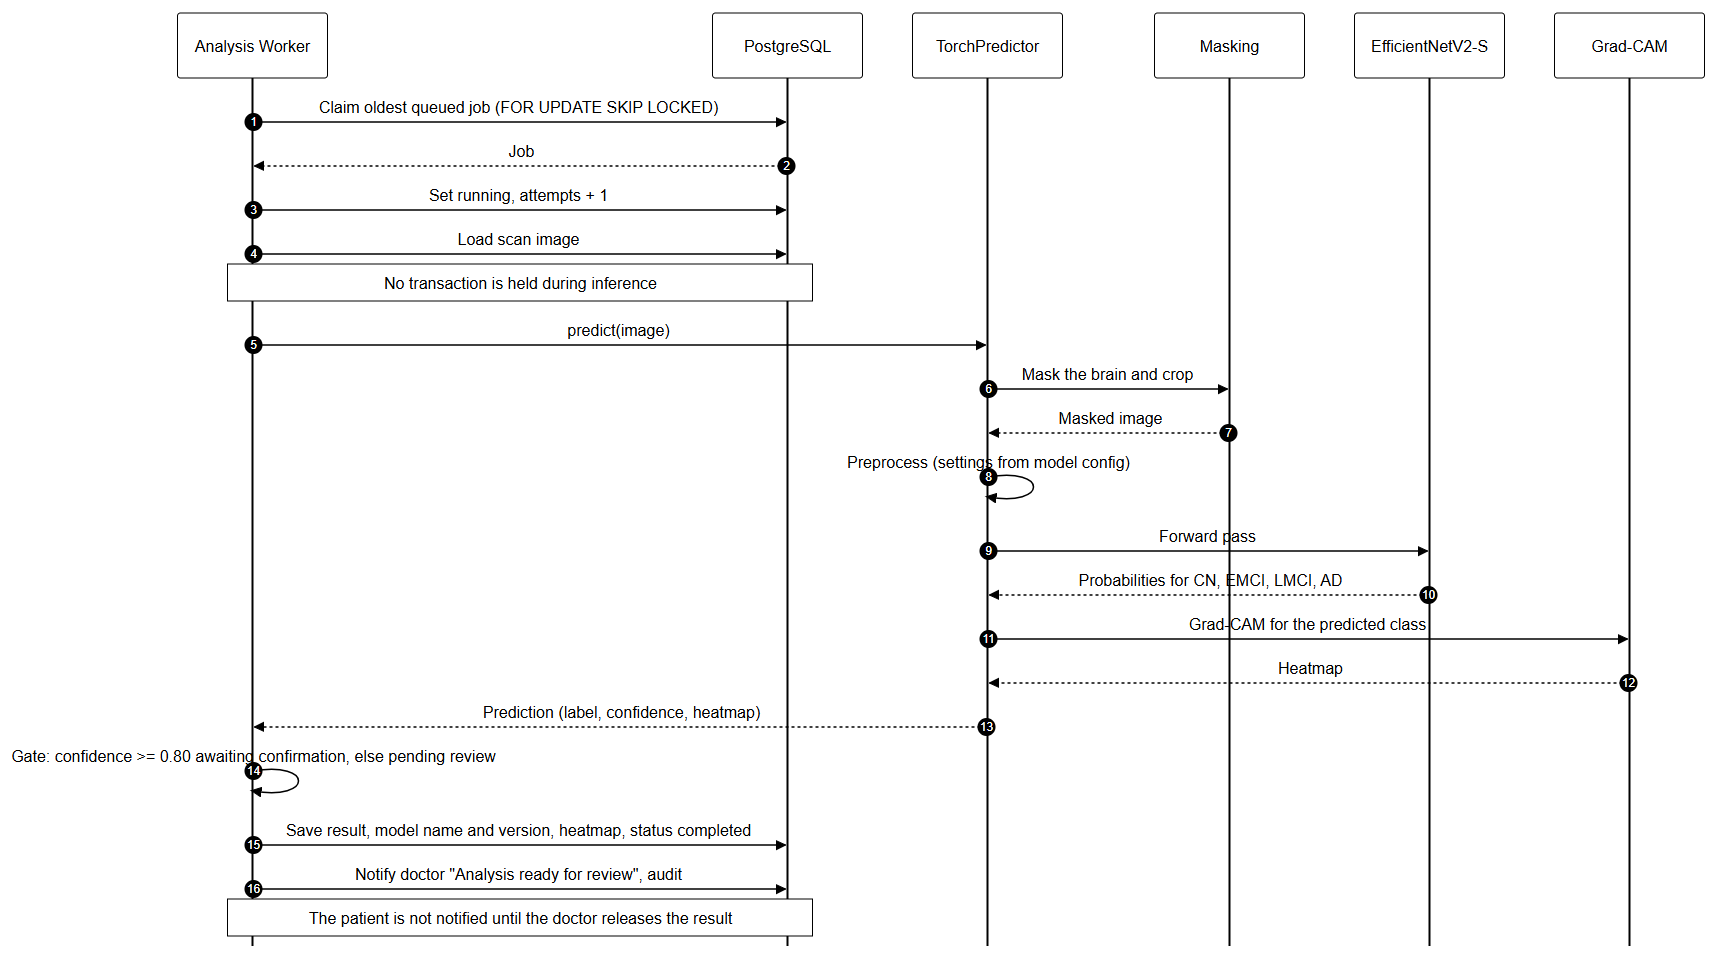 Analysis Worker
PostgreSQL
TorchPredictor
Masking
EfficientNetV2-S
Grad-CAM
Claim oldest queued job (FOR UPDATE SKIP LOCKED)
1
Job
2
Set running, attempts + 1
3
Load scan image
4
No transaction is held during inference
predict(image)
5
Mask the brain and crop
6
Masked image
7
Preprocess (settings from model config)
8
Forward pass
9
Probabilities for CN, EMCI, LMCI, AD
10
Grad-CAM for the predicted class
11
Heatmap
12
Prediction (label, confidence, heatmap)
13
Gate: confidence >= 0.80 awaiting confirmation, else pending review
14
Save result, model name and version, heatmap, status completed
15
Notify doctor "Analysis ready for review", audit
16
The patient is not notified until the doctor releases the result